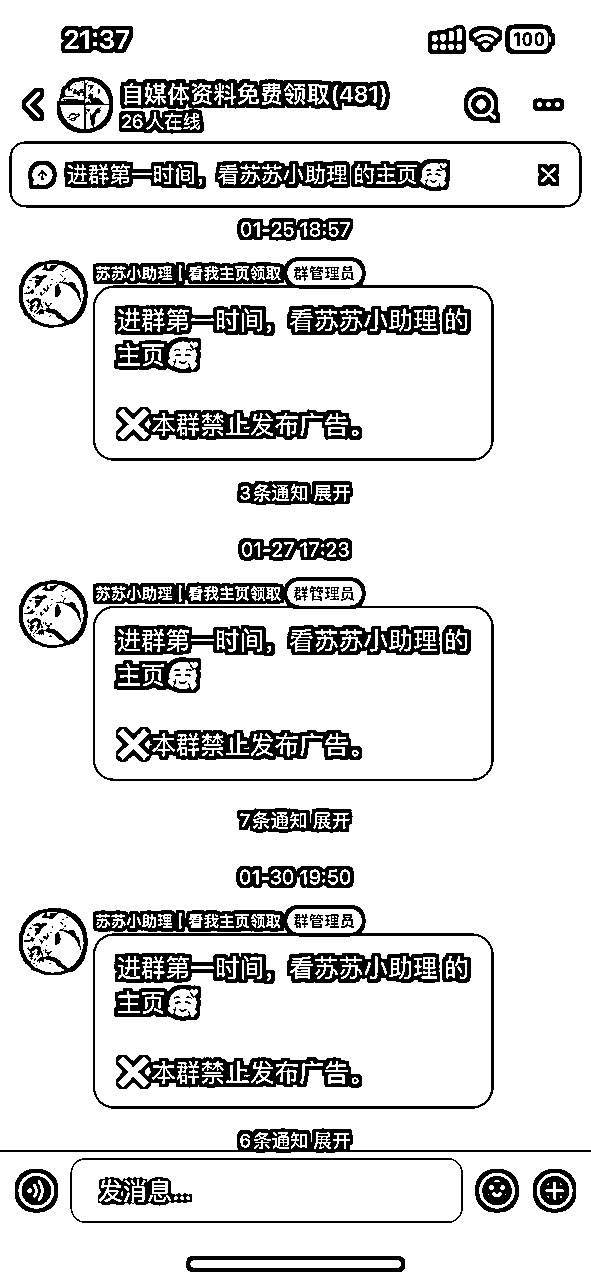 21:37
100
自媒体资料免费领取(481)
26人在线
进群第一时间，看苏苏小助理 的主页🥰
01-25 18:57
苏苏小助理 | 看我主页领取 群管理员
进群第一时间，看苏苏小助理 的
主页🥰
❌本群禁止发布广告。
3条通知 展开
01-27 17:23
苏苏小助理 | 看我主页领取 群管理员
进群第一时间，看苏苏小助理 的
主页🥰
❌本群禁止发布广告。
7条通知 展开
01-30 19:50
苏苏小助理 | 看我主页领取 群管理员
进群第一时间，看苏苏小助理 的
主页🥰
❌本群禁止发布广告。
6条通知 展开
发消息...